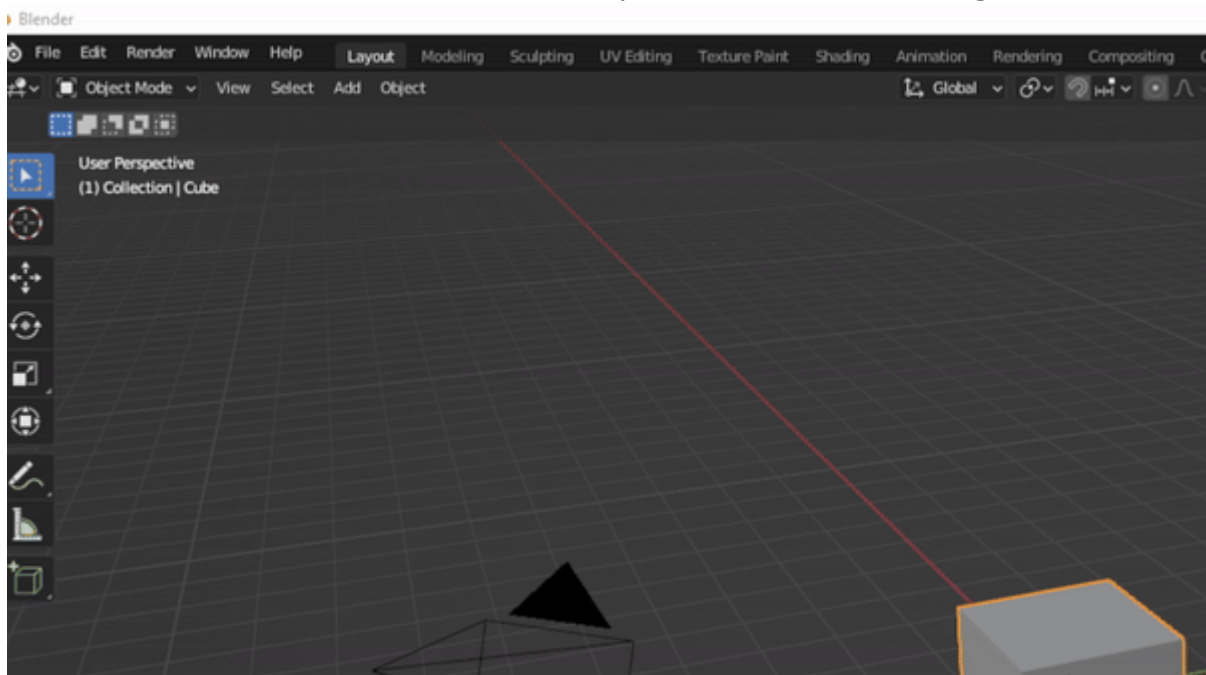 Blender
File Edit Render Window Help Layout Modeling Sculpting UV Editing Texture Paint Shading Animation Rendering Compositing
Object Mode View Select Add Object Global
User Perspective
(1) Collection | Cube